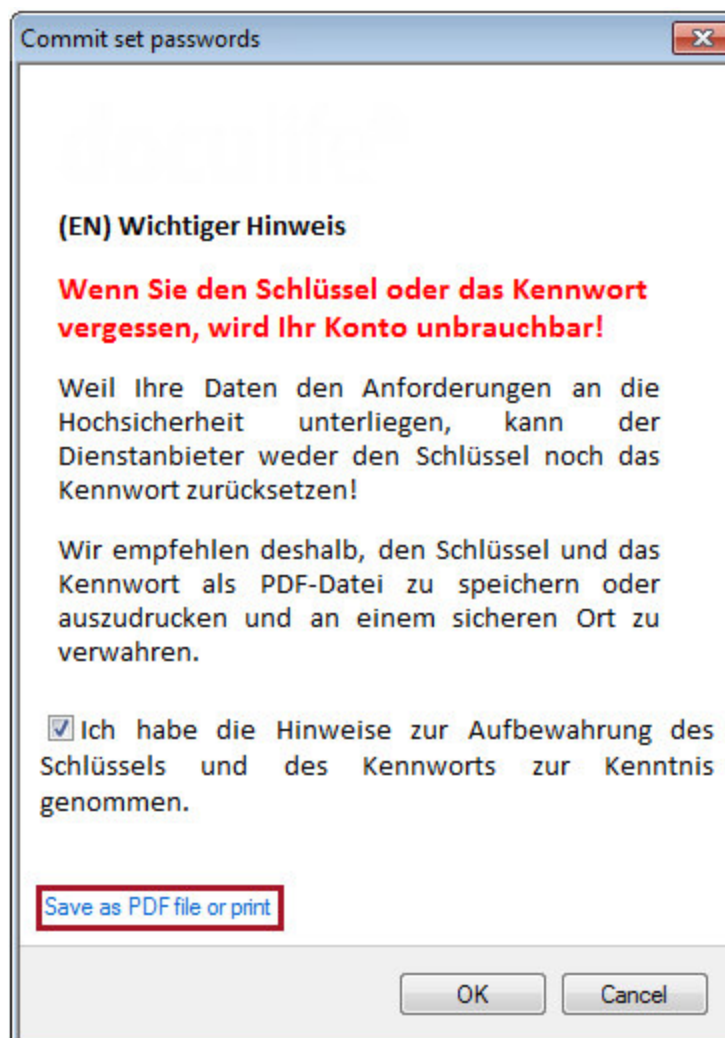 Commit set passwords
(EN) Wichtiger Hinweis
Wenn Sie den Schlüssel oder das Kennwort
vergessen, wird Ihr Konto unbrauchbar!
Weil Ihre Daten den Anforderungen an die
Hochsicherheit unterliegen, kann der
Dienstanbieter weder den Schlüssel noch das
Kennwort zurücksetzen!
Wir empfehlen deshalb, den Schlüssel und das
Kennwort als PDF-Datei zu speichern oder
auszudrucken und an einem sicheren Ort zu
verwahren.
Ich habe die Hinweise zur Aufbewahrung des
Schlüssels und des Kennworts zur Kenntnis
genommen.
Save as PDF file or print
OK Cancel